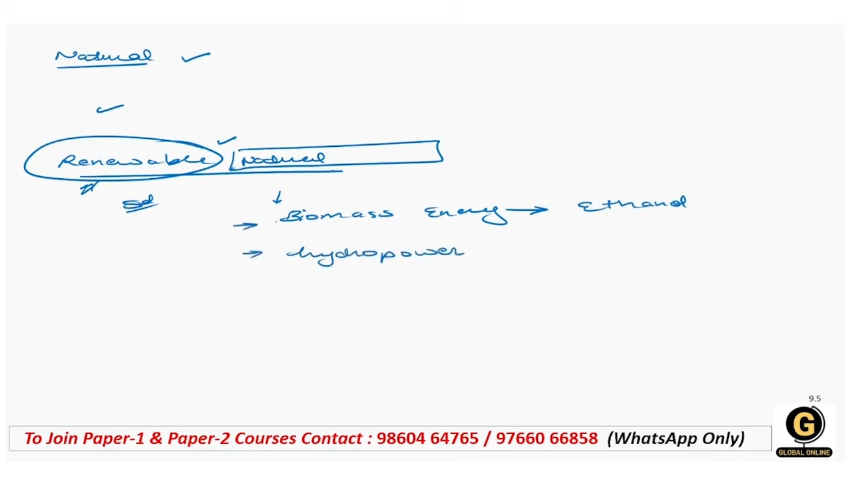 Natural
Renewable Natural
Biomass Energy → Ethanol
→ hydropower
9.5
To Join Paper-1 & Paper-2 Courses Contact : 98604 64765 / 97660 66858 (WhatsApp Only)
G
GLOBAL ONLINE